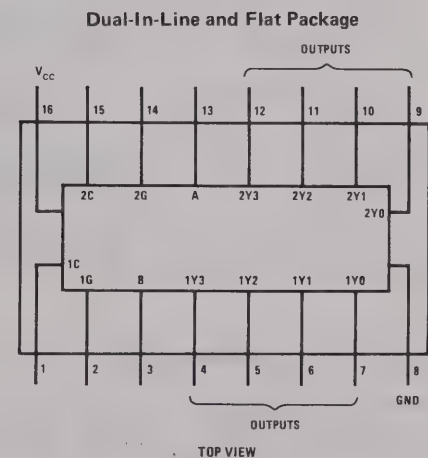 Dual-In-Line and Flat Package
OUTPUTS
VCC
16 15 14 13 12 11 10 9
2C 2G A 2Y3 2Y2 2Y1
2Y0
1C
1G B 1Y3 1Y2 1Y1 1Y0
1 2 3 4 5 6 7 8
GND
OUTPUTS
TOP VIEW